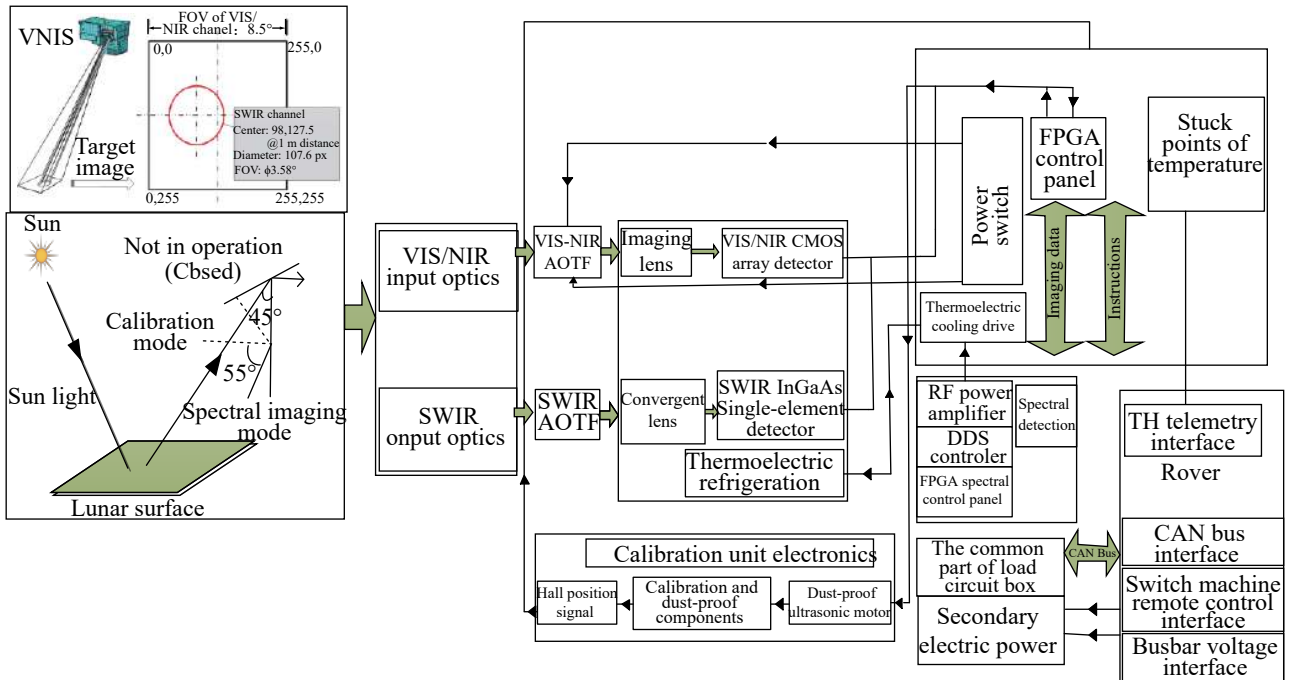 FOV of VIS/
NIR chanel：8.5°
VNIS
0,0
255,0
SWIR channel
Center: 98,127.5
@1 m distance
Diameter: 107.6 px
FOV: ϕ3.58°
Target
image
0,255
255,255
Sun
Not in operation
(Cbsed)
45°
Calibration
mode
55°
Sun light
Spectral imaging
mode
Lunar surface
VIS/NIR
input optics
SWIR
onput optics
VIS-NIR
AOTF
Imaging
lens
VIS/NIR CMOS
array detector
SWIR
AOTF
Convergent
lens
SWIR InGaAs
Single-element
detector
Thermoelectric
refrigeration
Power
switch
FPGA
control
panel
Stuck
points of
temperature
Imaging data
Instructions
Thermoelectric
cooling drive
RF power
amplifier
Spectral
detection
DDS
controler
FPGA spectral
control panel
TH telemetry
interface
Rover
CAN bus
interface
Switch machine
remote control
interface
Busbar voltage
interface
CAN Bus
The common
part of load
circuit box
Secondary
electric power
Calibration unit electronics
Hall position
signal
Calibration and
dust-proof
components
Dust-proof
ultrasonic motor